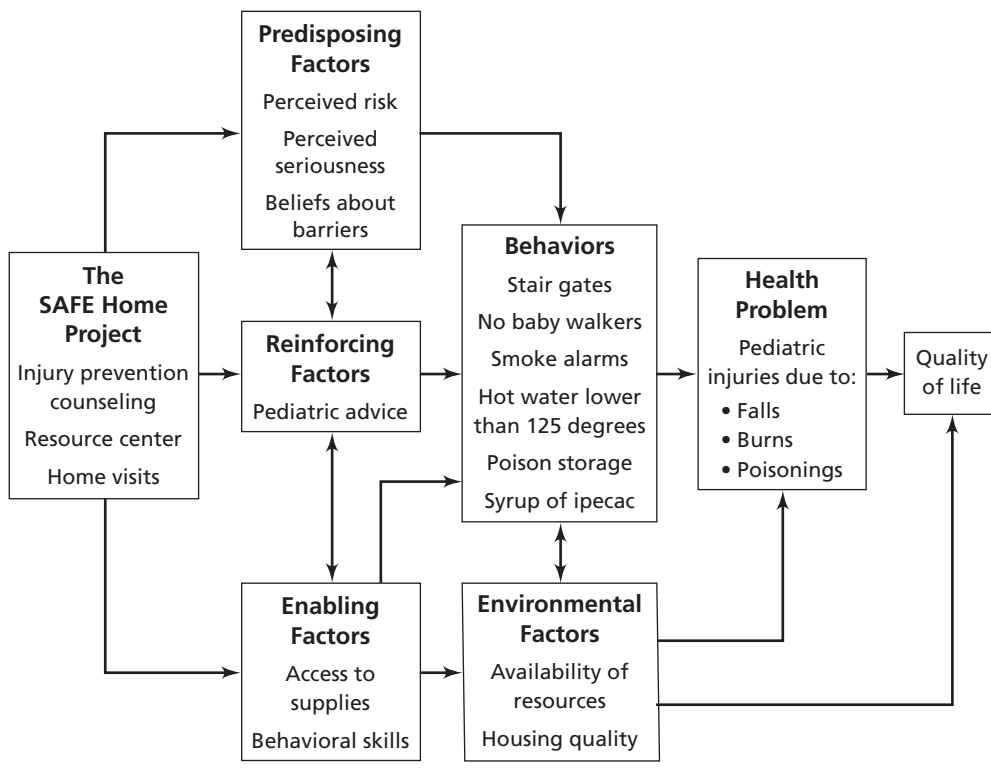 Predisposing
Factors
Perceived risk
Perceived
seriousness
Beliefs about
barriers
The
SAFE Home
Project
Injury prevention
counseling
Resource center
Home visits
Reinforcing
Factors
Pediatric advice
Enabling
Factors
Access to
supplies
Behavioral skills
Behaviors
Stair gates
No baby walkers
Smoke alarms
Hot water lower
than 125 degrees
Poison storage
Syrup of ipecac
Environmental
Factors
Availability of
resources
Housing quality
Health
Problem
Pediatric
injuries due to:
• Falls
• Burns
• Poisonings
Quality
of life